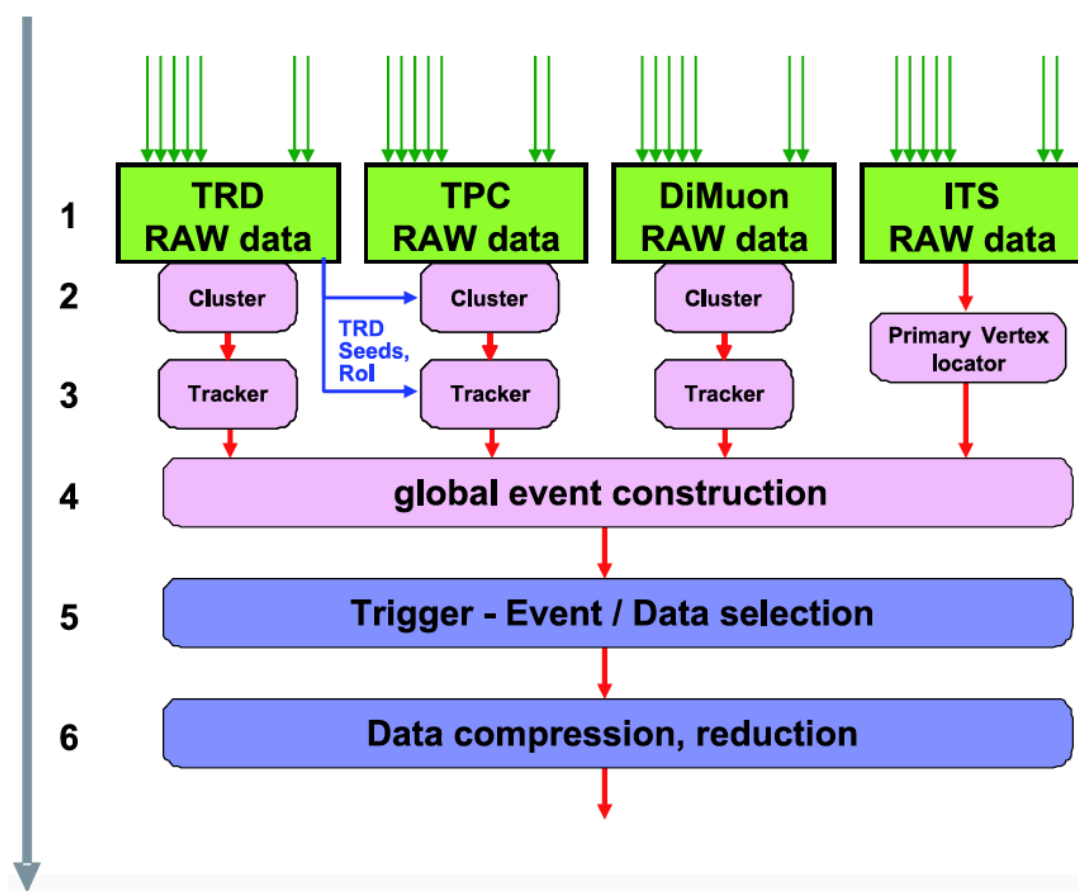 1
TRD
RAW data
TPC
RAW data
DiMuon
RAW data
ITS
RAW data
2
Cluster
Cluster
Cluster
TRD
Seeds,
RoI
Primary Vertex
locator
3
Tracker
Tracker
Tracker
4
global event construction
5
Trigger - Event / Data selection
6
Data compression, reduction